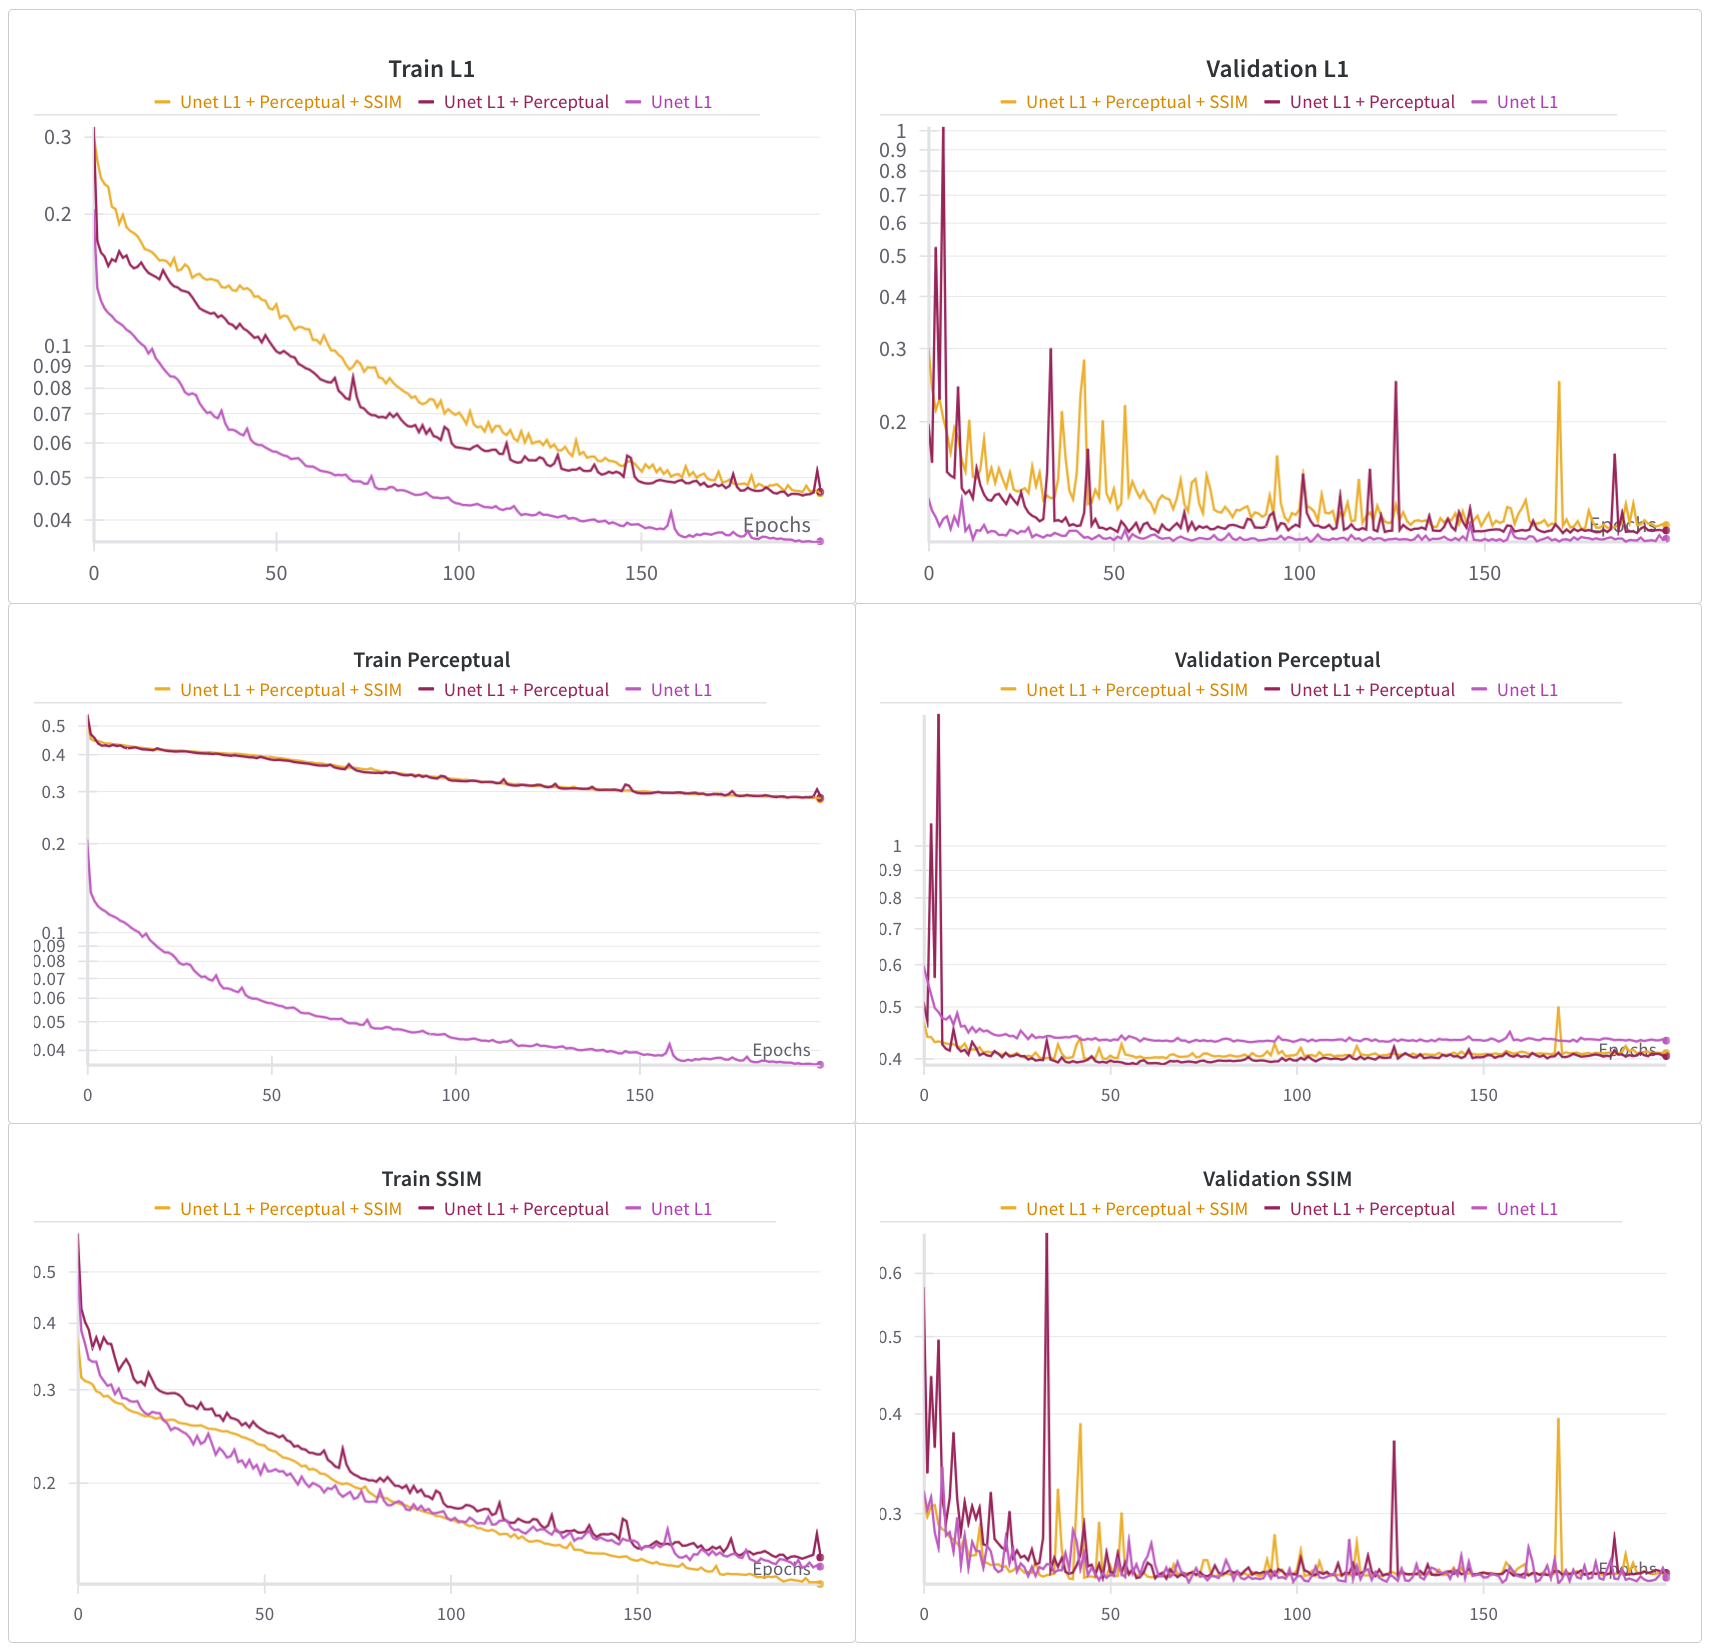 Train L1
Unet L1 + Perceptual + SSIM Unet L1 + Perceptual Unet L1
0.3
0.2
0.1
0.09
0.08
0.07
0.06
0.05
0.04
Epochs
0 50 100 150
Validation L1
Unet L1 + Perceptual + SSIM Unet L1 + Perceptual Unet L1
1
0.9
0.8
0.7
0.6
0.5
0.4
0.3
0.2
Epochs
0 50 100 150
Train Perceptual
Unet L1 + Perceptual + SSIM Unet L1 + Perceptual Unet L1
0.5
0.4
0.3
0.2
0.1
0.09
0.08
0.07
0.06
0.05
0.04
Epochs
0 50 100 150
Validation Perceptual
Unet L1 + Perceptual + SSIM Unet L1 + Perceptual Unet L1
1
0.9
0.8
0.7
0.6
0.5
0.4
Epochs
0 50 100 150
Train SSIM
Unet L1 + Perceptual + SSIM Unet L1 + Perceptual Unet L1
0.5
0.4
0.3
0.2
Epochs
0 50 100 150
Validation SSIM
Unet L1 + Perceptual + SSIM Unet L1 + Perceptual Unet L1
0.6
0.5
0.4
0.3
Epochs
0 50 100 150